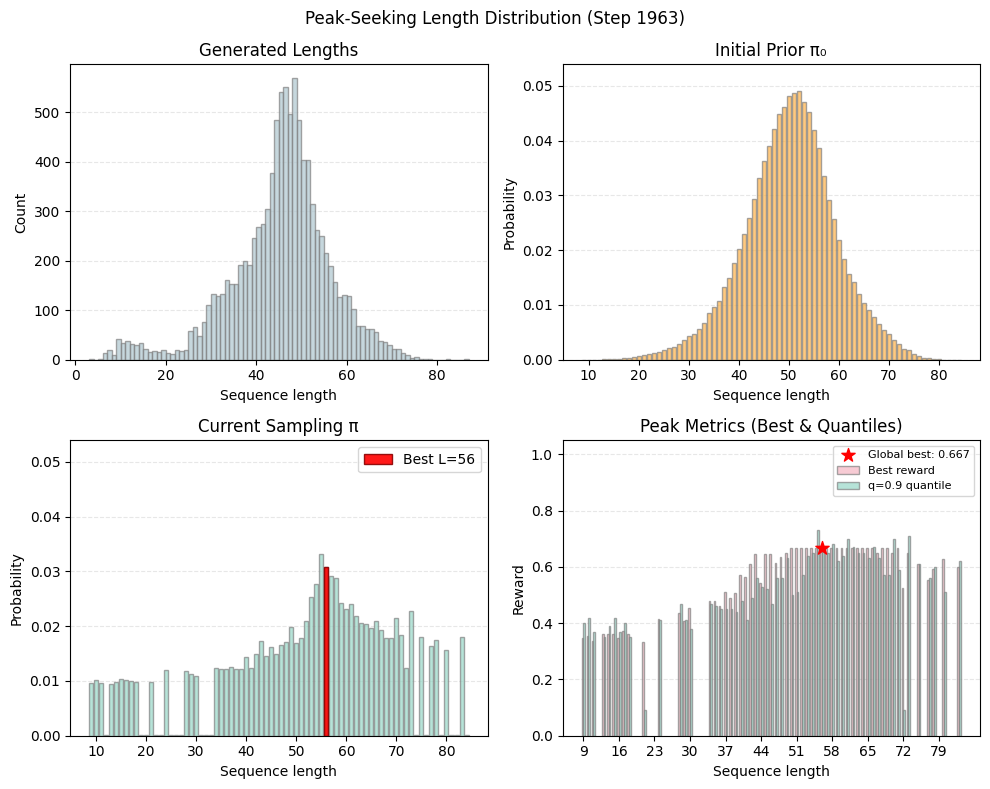 Peak-Seeking Length Distribution (Step 1963)
Generated Lengths
Count
500
400
300
200
100
0
0 20 40 60 80
Sequence length
Initial Prior π₀
Probability
0.05
0.04
0.03
0.02
0.01
0.00
10 20 30 40 50 60 70 80
Sequence length
Current Sampling π
Best L=56
Probability
0.05
0.04
0.03
0.02
0.01
0.00
10 20 30 40 50 60 70 80
Sequence length
Peak Metrics (Best & Quantiles)
Global best: 0.667
Best reward
q=0.9 quantile
Reward
1.0
0.8
0.6
0.4
0.2
0.0
9 16 23 30 37 44 51 58 65 72 79
Sequence length